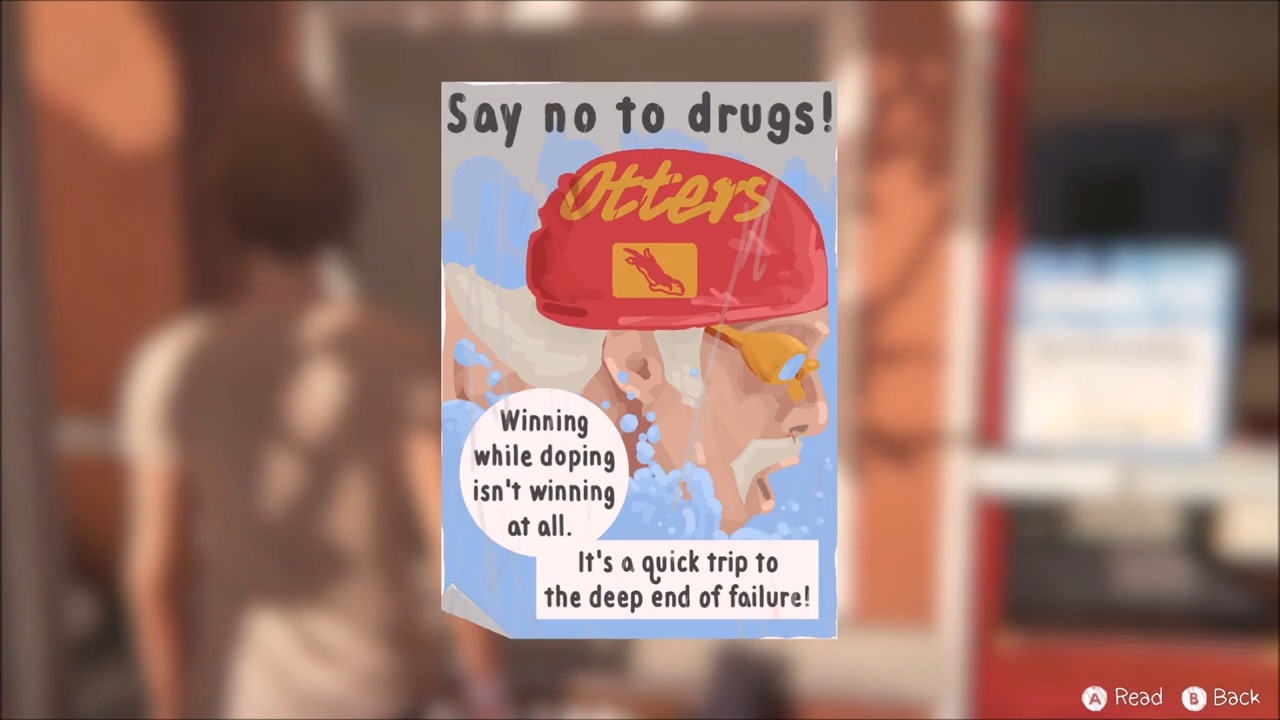 Say no to drugs!
Otters
Winning
while doping
isn't winning
at all.
It's a quick trip to
the deep end of failure!
A Read B Back